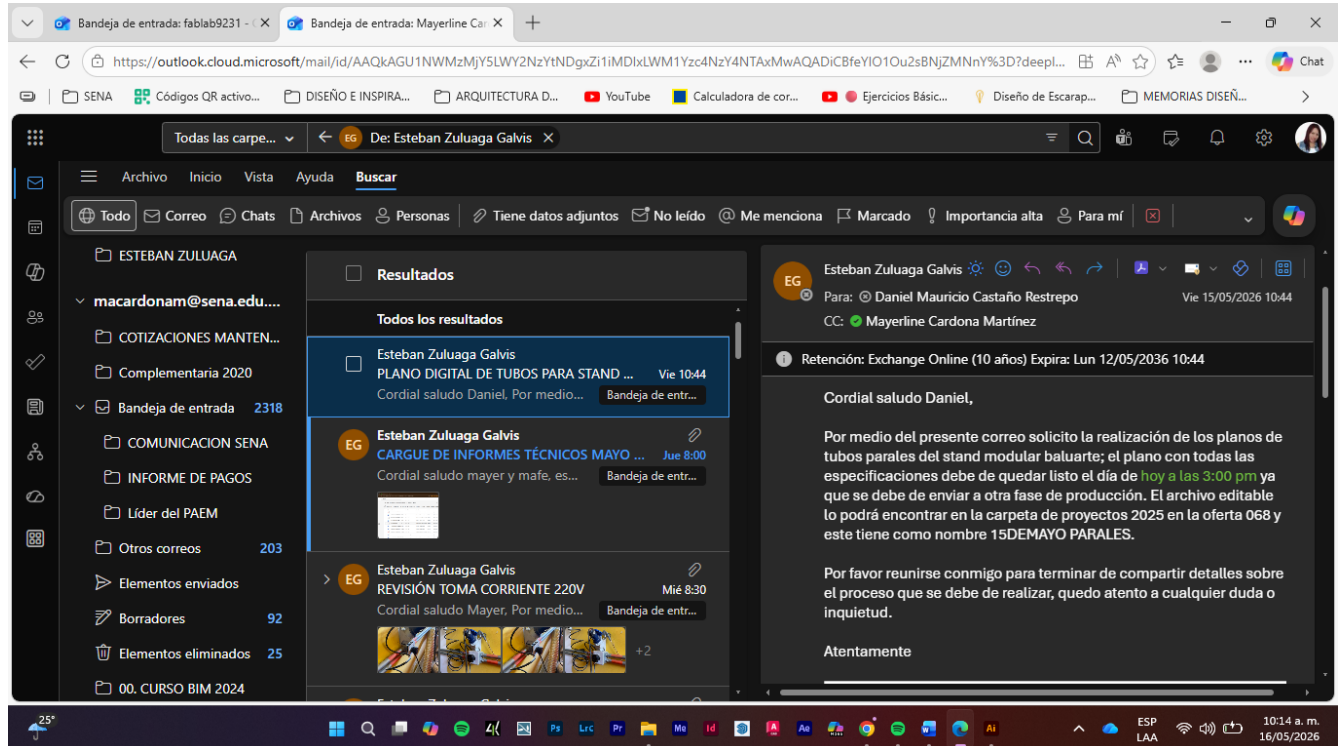 Bandeja de entrada: fablab9231 -
Bandeja de entrada: Mayerline Car
https://outlook.cloud.microsoft/mail/id/AAQkAGU1NWMzMjY5LWY2NzYtNDgxZi1iMDIxLWM1Yzc4NzY4NTAxMwAQADiCBfeYIO1Ou2sBNjZMNnY%3D?deepl...
Chat
SENA
Códigos QR activo...
DISEÑO E INSPIRA...
ARQUITECTURA D...
YouTube
Calculadora de cor...
Ejercicios Básic...
Diseño de Escarap...
MEMORIAS DISEÑ...
Todas las carpe...
EG De: Esteban Zuluaga Galvis
Archivo Inicio Vista Ayuda Buscar
Todo Correo Chats Archivos Personas Tiene datos adjuntos No leído Me menciona Marcado Importancia alta Para mí
ESTEBAN ZULUAGA
macardonam@sena.edu....
COTIZACIONES MANTEN...
Complementaria 2020
Bandeja de entrada 2318
COMUNICACION SENA
INFORME DE PAGOS
Líder del PAEM
Otros correos 203
Elementos enviados
Borradores 92
Elementos eliminados 25
00. CURSO BIM 2024
Resultados
Todos los resultados
Esteban Zuluaga Galvis
PLANO DIGITAL DE TUBOS PARA STAND ... Vie 10:44
Cordial saludo Daniel, Por medio... Bandeja de entr...
EG
Esteban Zuluaga Galvis
CARGUE DE INFORMES TÉCNICOS MAYO ... Jue 8:00
Cordial saludo mayer y mafe, es... Bandeja de entr...
EG
Esteban Zuluaga Galvis
REVISIÓN TOMA CORRIENTE 220V Mié 8:30
Cordial saludo Mayer, Por medio... Bandeja de entr...
+2
EG
Esteban Zuluaga Galvis
Para: Daniel Mauricio Castaño Restrepo Vie 15/05/2026 10:44
CC: Mayerline Cardona Martínez
Retención: Exchange Online (10 años) Expira: Lun 12/05/2036 10:44
Cordial saludo Daniel,
Por medio del presente correo solicito la realización de los planos de
tubos parales del stand modular baluarte; el plano con todas las
especificaciones debe de quedar listo el día de hoy a las 3:00 pm ya
que se debe de enviar a otra fase de producción. El archivo editable
lo podrá encontrar en la carpeta de proyectos 2025 en la oferta 068 y
este tiene como nombre 15DEMAYO PARALES.
Por favor reunirse conmigo para terminar de compartir detalles sobre
el proceso que se debe de realizar, quedo atento a cualquier duda o
inquietud.
Atentamente
25°
Ps Lrc Pr Me Id Ae Ai
ESP
LAA
10:14 a. m.
16/05/2026